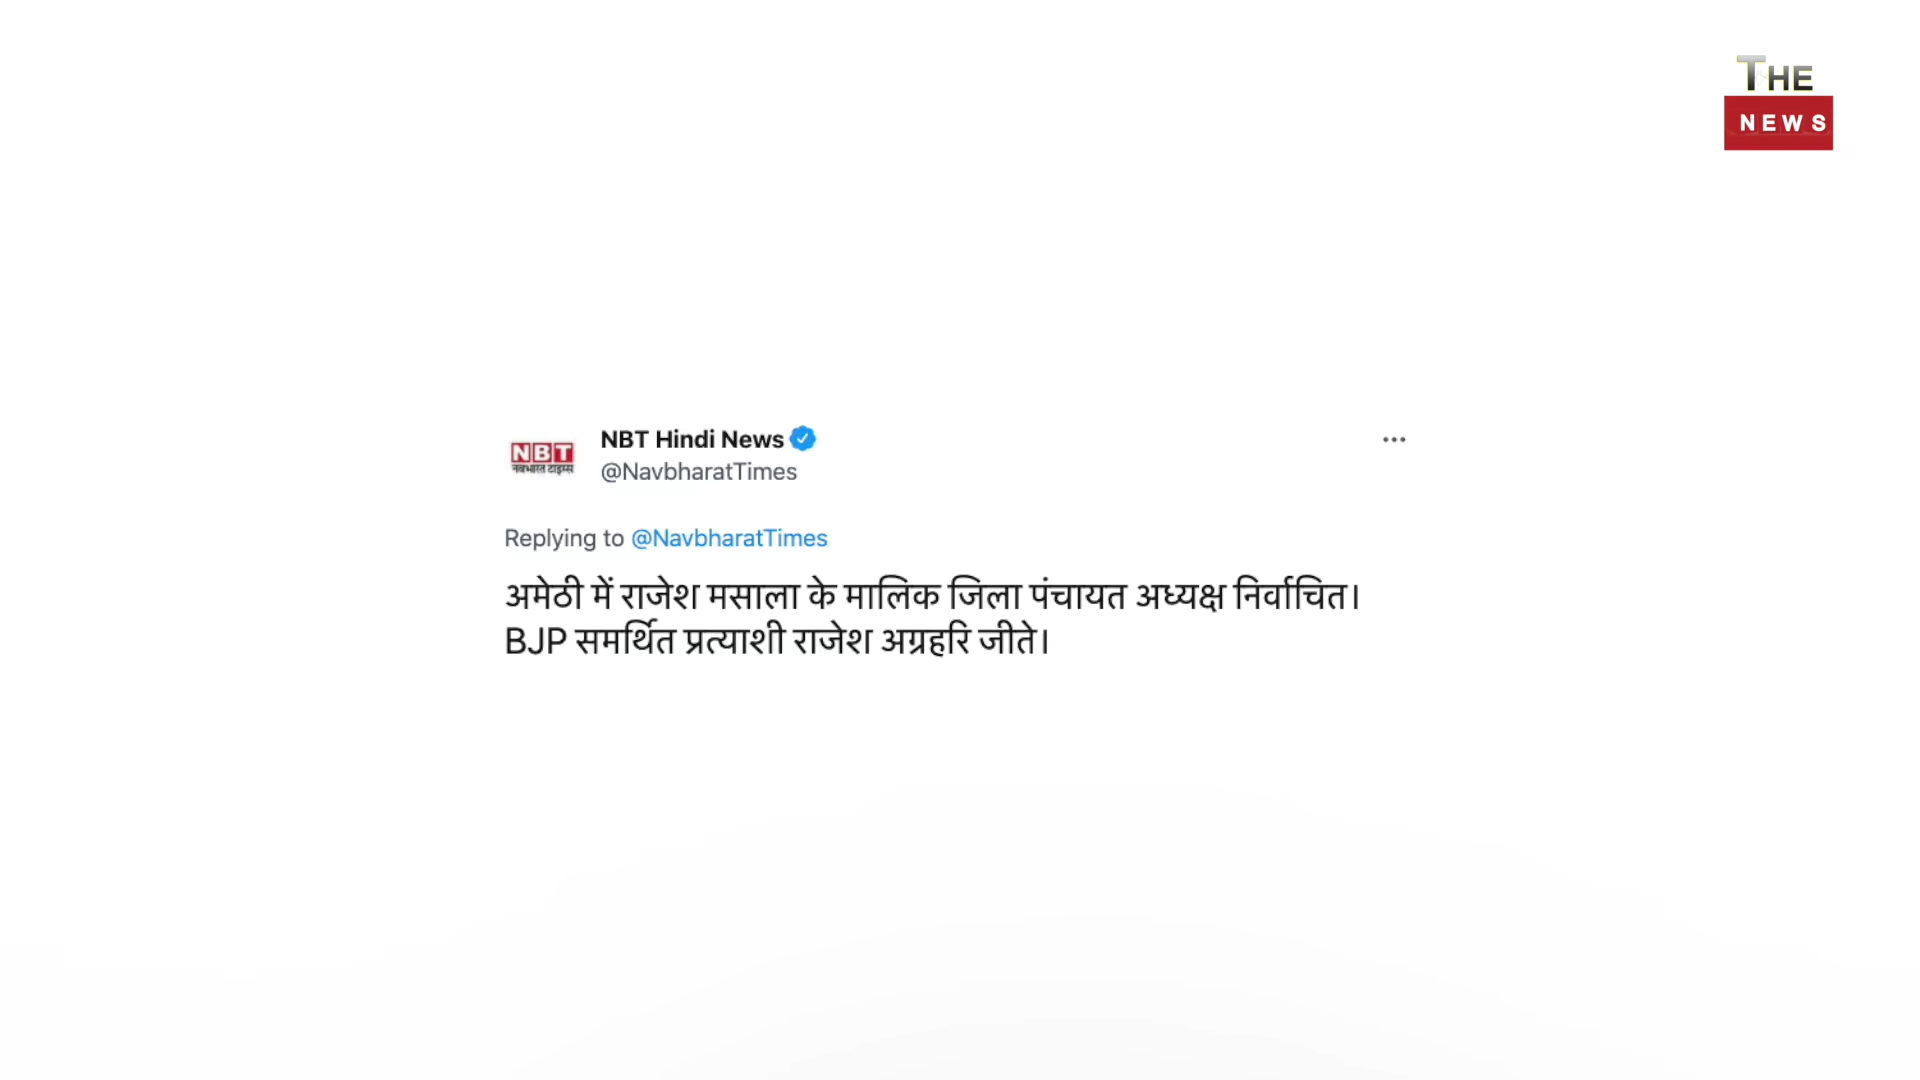 THE
NEWS
NBT Hindi News
NBT
नवभारत टाइम्स
@NavbharatTimes
Replying to @NavbharatTimes
अमेठी में राजेश मसाला के मालिक जिला पंचायत अध्यक्ष निर्वाचित।
BJP समर्थित प्रत्याशी राजेश अग्रहरि जीते।